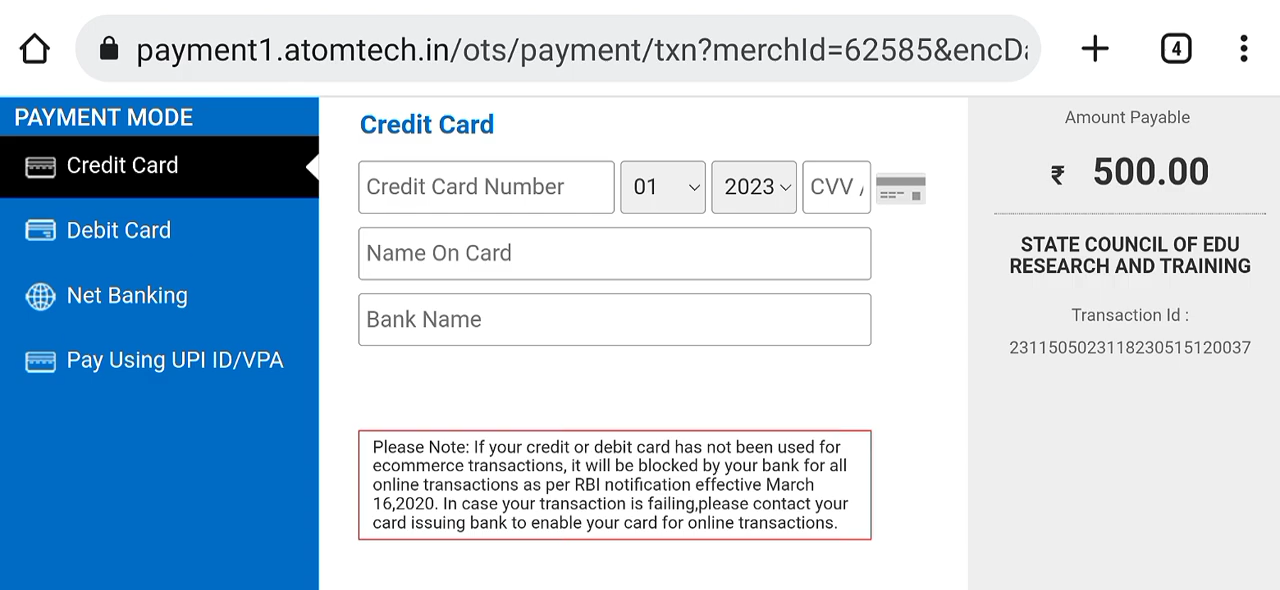 payment1.atomtech.in/ots/payment/txn?merchId=62585&encDa
4
PAYMENT MODE
Credit Card
Debit Card
Net Banking
Pay Using UPI ID/VPA
Credit Card
Credit Card Number
01
2023
CVV /
Name On Card
Bank Name
Please Note: If your credit or debit card has not been used for
ecommerce transactions, it will be blocked by your bank for all
online transactions as per RBI notification effective March
16,2020. In case your transaction is failing,please contact your
card issuing bank to enable your card for online transactions.
Amount Payable
₹ 500.00
STATE COUNCIL OF EDU
RESEARCH AND TRAINING
Transaction Id :
2311505023118230515120037